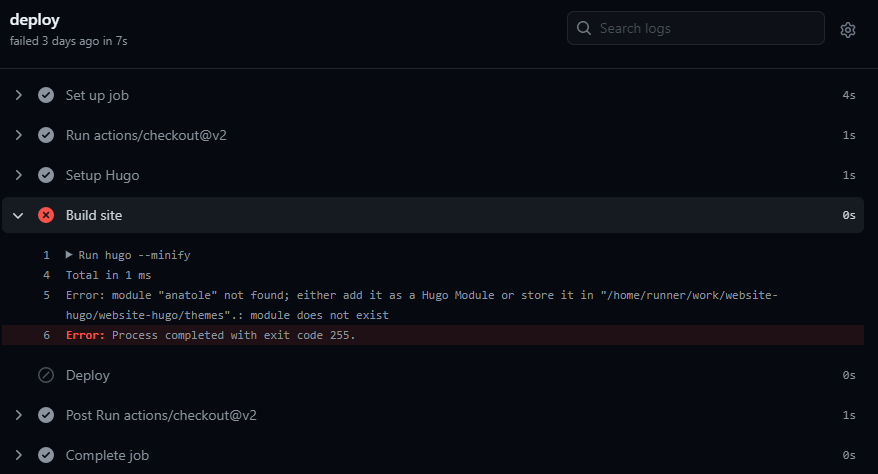 deploy
failed 3 days ago in 7s
Search logs
Set up job 4s
Run actions/checkout@v2 1s
Setup Hugo 1s
Build site 0s
1 Run hugo --minify
4 Total in 1 ms
5 Error: module "anatole" not found; either add it as a Hugo Module or store it in "/home/runner/work/website-
hugo/website-hugo/themes".: module does not exist
6 Error: Process completed with exit code 255.
Deploy 0s
Post Run actions/checkout@v2 1s
Complete job 0s